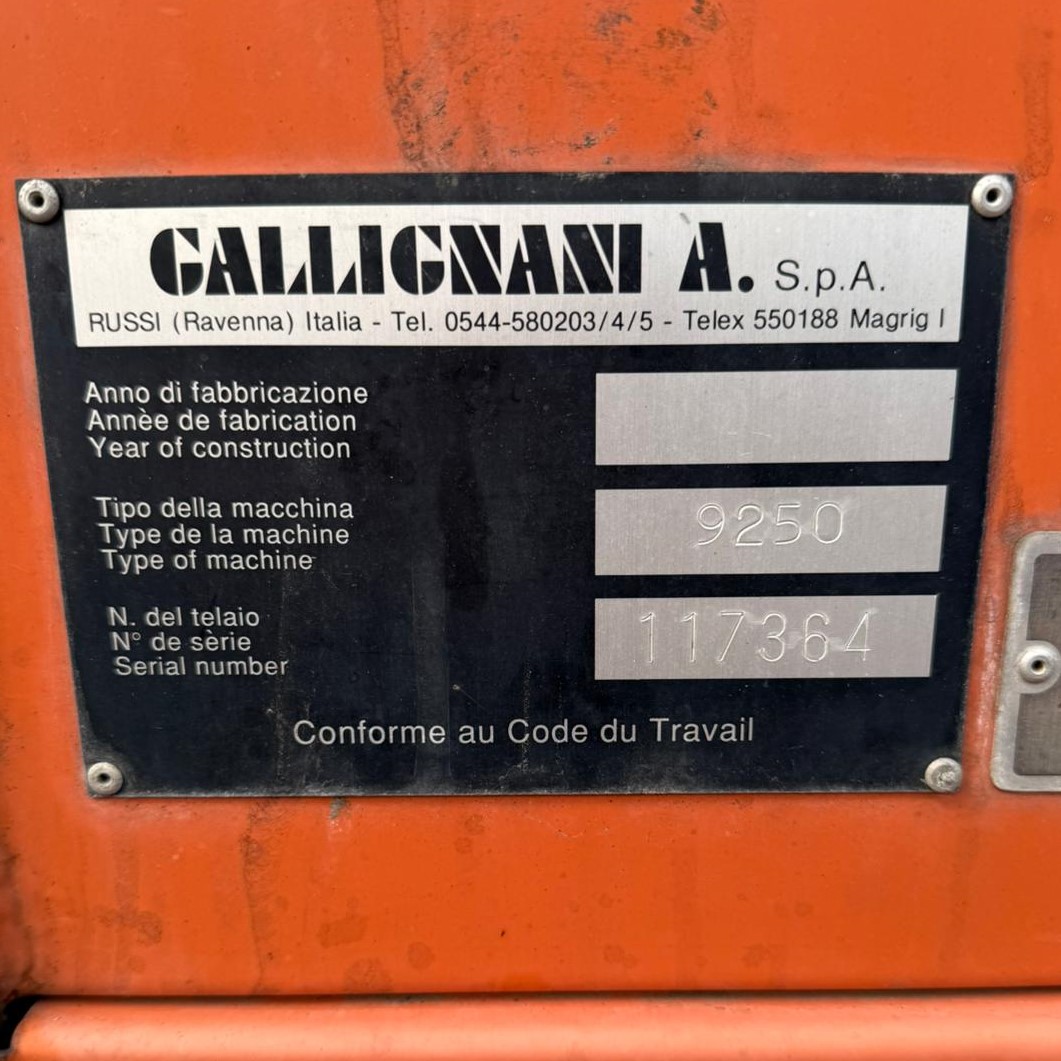 GALLIGNANI A. S.p.A.
RUSSI (Ravenna) Italia - Tel. 0544-580203/4/5 - Telex 550188 Magrig I
Anno di fabbricazione
Annèe de fabrication
Year of construction
Tipo della macchina
Type de la machine
Type of machine
9250
N. del telaio
N° de sèrie
Serial number
117364
Conforme au Code du Travail